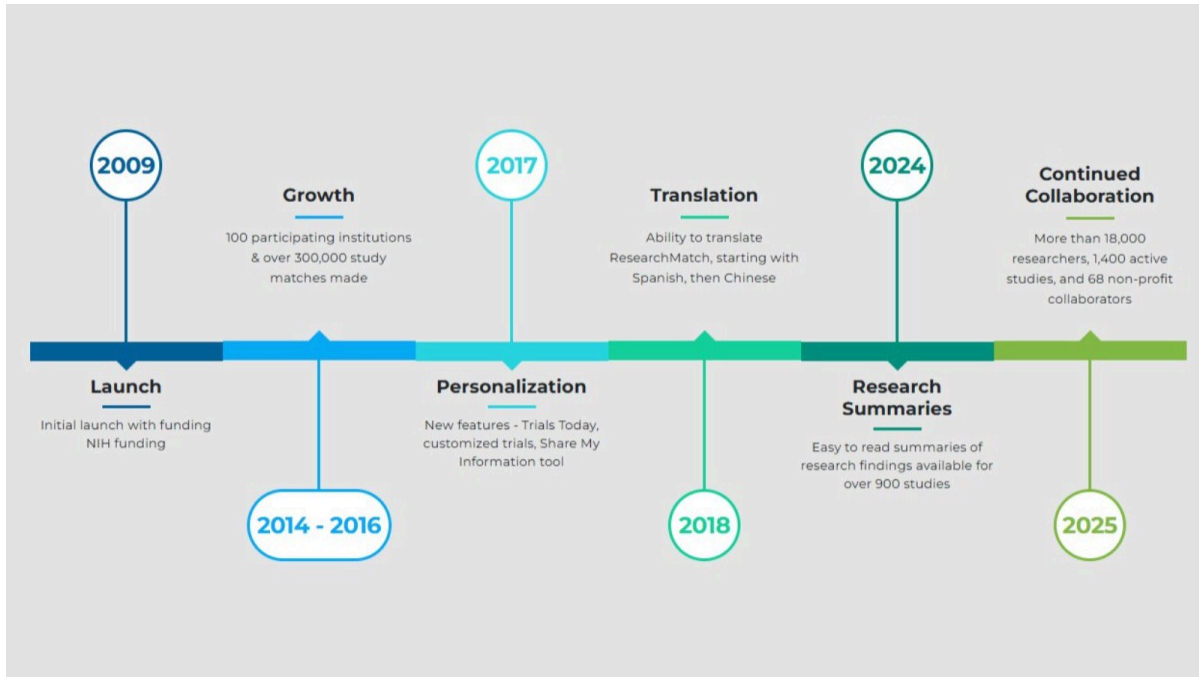 2009
Launch
Initial launch with funding
NIH funding
Growth
100 participating institutions
& over 300,000 study
matches made
2014 - 2016
2017
Personalization
New features - Trials Today,
customized trials, Share My
Information tool
Translation
Ability to translate
ResearchMatch, starting with
Spanish, then Chinese
2018
2024
Research
Summaries
Easy to read summaries of
research findings available for
over 900 studies
Continued
Collaboration
More than 18,000
researchers, 1,400 active
studies, and 68 non-profit
collaborators
2025